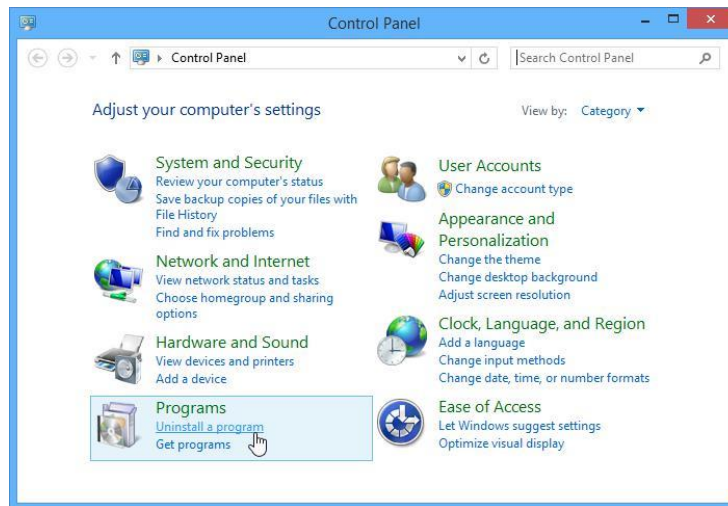 Control Panel
Control Panel
Search Control Panel
Adjust your computer's settings
View by: Category
System and Security
Review your computer's status
Save backup copies of your files with
File History
Find and fix problems
Network and Internet
View network status and tasks
Choose homegroup and sharing
options
Hardware and Sound
View devices and printers
Add a device
Programs
Uninstall a program
Get programs
User Accounts
Change account type
Appearance and
Personalization
Change the theme
Change desktop background
Adjust screen resolution
Clock, Language, and Region
Add a language
Change input methods
Change date, time, or number formats
Ease of Access
Let Windows suggest settings
Optimize visual display